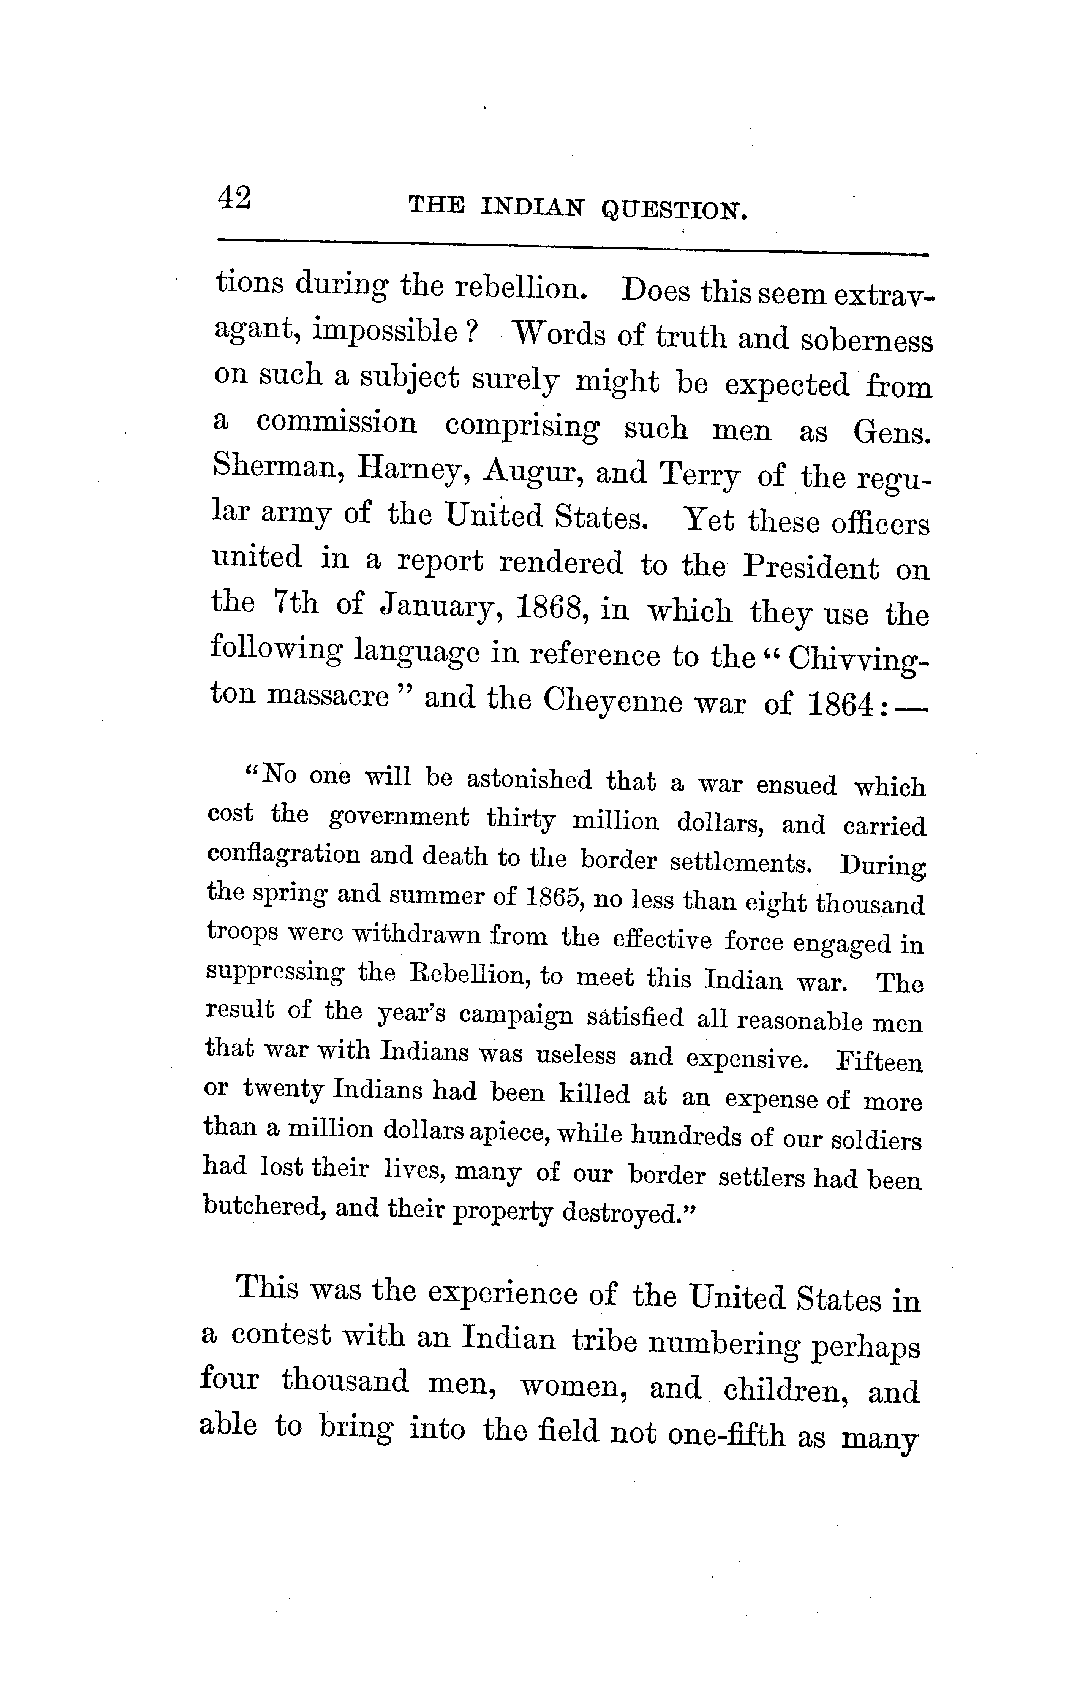 42
THE INDIAN QUESTION.
tions during the rebellion. Does this seem extrav-
agant, impossible? Words of truth and soberness
on such a subject surely might be expected from
a commission comprising such men as Gens.
Sherman, Harney, Augur, and Terry of the regu-
lar army of the United States. Yet these officers
united in a report rendered to the President on
the 7th of January, 1868, in which they use the
following language in reference to the "Chivving-
ton massacre" and the Cheyenne war of 1864:—
"No one will be astonished that a war ensued which
cost the government thirty million dollars, and carried
conflagration and death to the border settlements. During
the spring and summer of 1865, no less than eight thousand
troops were withdrawn from the effective force engaged in
suppressing the Rebellion, to meet this Indian war. The
result of the year's campaign satisfied all reasonable men
that war with Indians was useless and expensive. Fifteen
or twenty Indians had been killed at an expense of more
than a million dollars apiece, while hundreds of our soldiers
had lost their lives, many of our border settlers had been
butchered, and their property destroyed."
This was the experience of the United States in
a contest with an Indian tribe numbering perhaps
four thousand men, women, and children, and
able to bring into the field not one-fifth as many